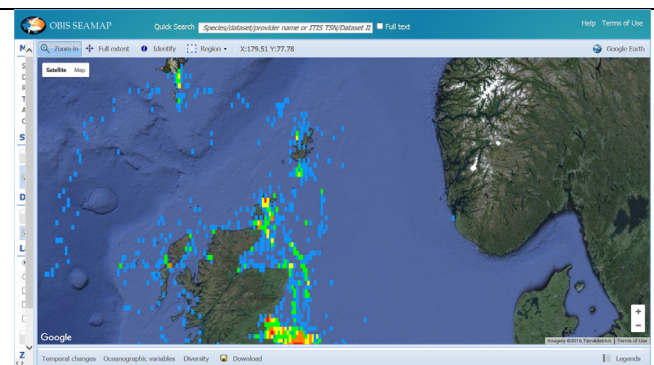 OBIS SEAMAP
Quick Search Species/dataset/provider name or ITIS TSN/Dataset II Full text
Help Terms of Use
M
Zoom in Full extent Identify Region X:179.51 Y:77.78 Google Earth
Satellite Map
S
D
R
T
A
C
S
D
L
Z
Google
Imagery ©2016 TerraMetrics Terms of Use
Temporal changes Oceanographic variables Diversity Download Legends